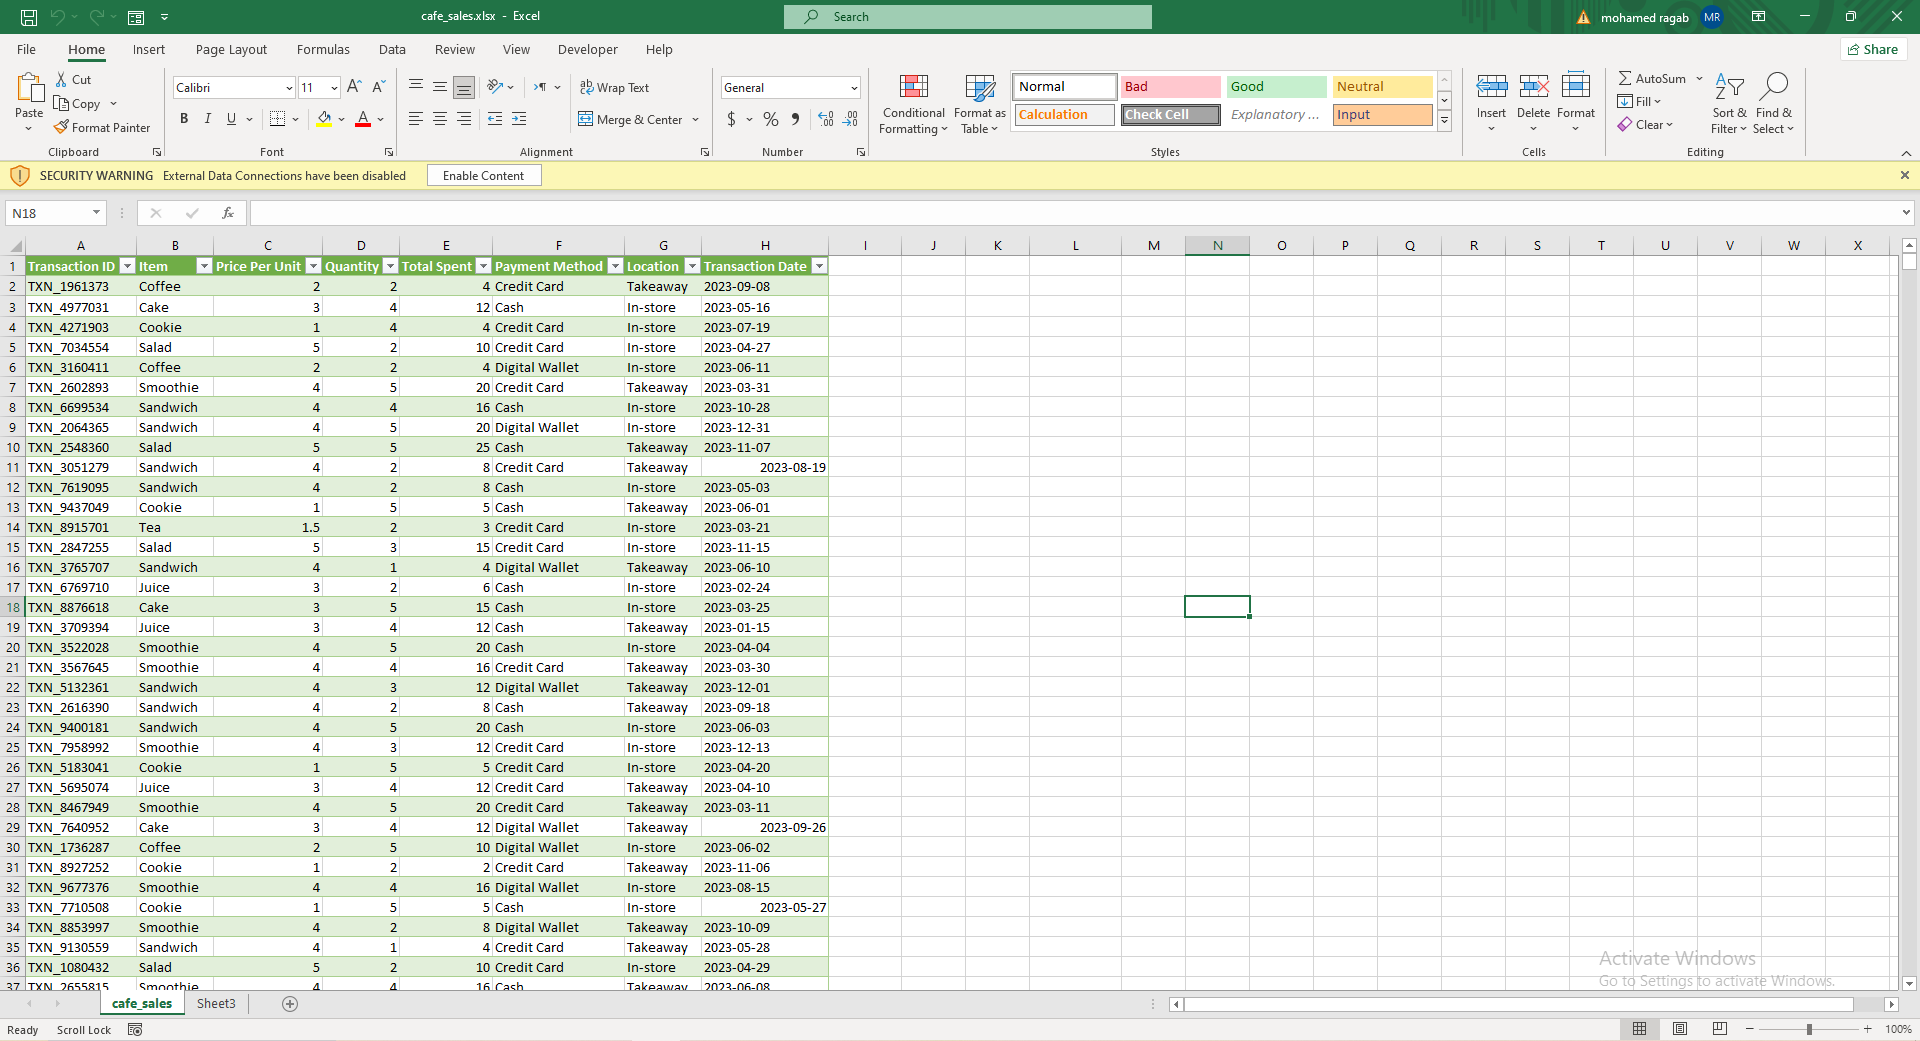 cafe_sales.xlsx - Excel
Search
mohamed ragab
MR
File Home Insert Page Layout Formulas Data Review View Developer Help
Share
Paste
Cut
Copy
Format Painter
Clipboard
Calibri 11
B I U
Font
Wrap Text
Merge & Center
Alignment
General
$ % 9
Number
Conditional Formatting
Format as Table
Normal Bad Good Neutral
Calculation Check Cell Explanatory ... Input
Styles
Insert Delete Format
Cells
AutoSum
Fill
Clear
Sort & Filter
Find & Select
Editing
SECURITY WARNING External Data Connections have been disabled Enable Content
N18 fx
A B C D E F G H I J K L M N O P Q R S T U V W X
1 Transaction ID Item Price Per Unit Quantity Total Spent Payment Method Location Transaction Date
2 TXN_1961373 Coffee 2 2 4 Credit Card Takeaway 2023-09-08
3 TXN_4977031 Cake 3 4 12 Cash In-store 2023-05-16
4 TXN_4271903 Cookie 1 4 4 Credit Card In-store 2023-07-19
5 TXN_7034554 Salad 5 2 10 Credit Card In-store 2023-04-27
6 TXN_3160411 Coffee 2 2 4 Digital Wallet In-store 2023-06-11
7 TXN_2602893 Smoothie 4 5 20 Credit Card Takeaway 2023-03-31
8 TXN_6699534 Sandwich 4 4 16 Cash In-store 2023-10-28
9 TXN_2064365 Sandwich 4 5 20 Digital Wallet In-store 2023-12-31
10 TXN_2548360 Salad 5 5 25 Cash Takeaway 2023-11-07
11 TXN_3051279 Sandwich 4 2 8 Credit Card Takeaway 2023-08-19
12 TXN_7619095 Sandwich 4 2 8 Cash In-store 2023-05-03
13 TXN_9437049 Cookie 1 5 5 Cash Takeaway 2023-06-01
14 TXN_8915701 Tea 1.5 2 3 Credit Card In-store 2023-03-21
15 TXN_2847255 Salad 5 3 15 Credit Card In-store 2023-11-15
16 TXN_3765707 Sandwich 4 1 4 Digital Wallet Takeaway 2023-06-10
17 TXN_6769710 Juice 3 2 6 Cash In-store 2023-02-24
18 TXN_8876618 Cake 3 5 15 Cash In-store 2023-03-25
19 TXN_3709394 Juice 3 4 12 Cash Takeaway 2023-01-15
20 TXN_3522028 Smoothie 4 5 20 Cash In-store 2023-04-04
21 TXN_3567645 Smoothie 4 4 16 Credit Card Takeaway 2023-03-30
22 TXN_5132361 Sandwich 4 3 12 Digital Wallet Takeaway 2023-12-01
23 TXN_2616390 Sandwich 4 2 8 Cash Takeaway 2023-09-18
24 TXN_9400181 Sandwich 4 5 20 Cash In-store 2023-06-03
25 TXN_7958992 Smoothie 4 3 12 Credit Card In-store 2023-12-13
26 TXN_5183041 Cookie 1 5 5 Credit Card In-store 2023-04-20
27 TXN_5695074 Juice 3 4 12 Credit Card Takeaway 2023-04-10
28 TXN_8467949 Smoothie 4 5 20 Credit Card Takeaway 2023-03-11
29 TXN_7640952 Cake 3 4 12 Digital Wallet Takeaway 2023-09-26
30 TXN_1736287 Coffee 2 5 10 Digital Wallet In-store 2023-06-02
31 TXN_8927252 Cookie 1 2 2 Credit Card Takeaway 2023-11-06
32 TXN_9677376 Smoothie 4 4 16 Digital Wallet In-store 2023-08-15
33 TXN_7710508 Cookie 1 5 5 Cash In-store 2023-05-27
34 TXN_8853997 Smoothie 4 2 8 Digital Wallet Takeaway 2023-10-09
35 TXN_9130559 Sandwich 4 1 4 Credit Card Takeaway 2023-05-28
36 TXN_1080432 Salad 5 2 10 Credit Card In-store 2023-04-29
37 TXN_2655815 Smoothie 4 4 16 Cash Takeaway 2023-06-08
Activate Windows
Go to Settings to activate Windows.
cafe_sales Sheet3
Ready Scroll Lock
100%